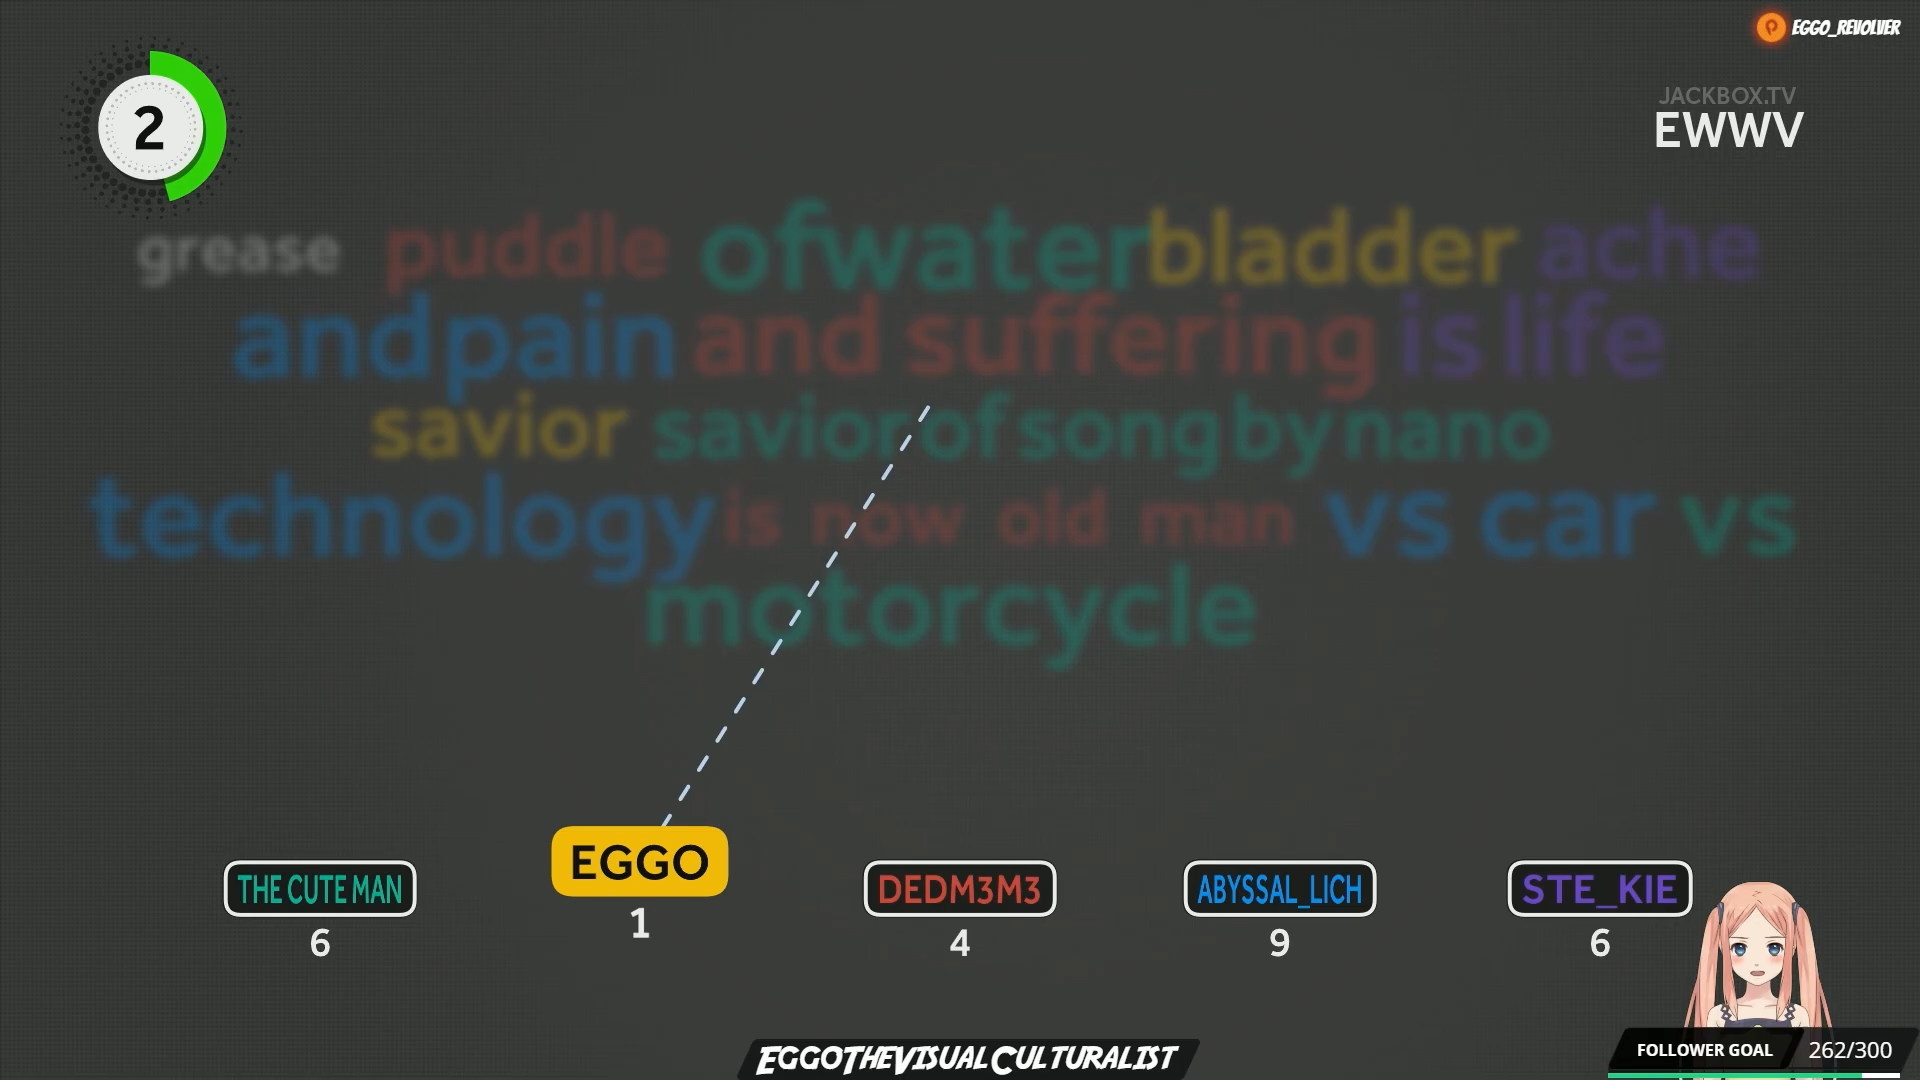 EGGO_REVOLVER
2
JACKBOX.TV
EWWV
grease puddle ofwater bladder ache
andpain and suffering is life
savior saviorofsongbynano
technology is now old man vs car vs
motorcycle
THE CUTE MAN EGGO DEDM3M3 ABYSSAL_LICH STE_KIE
6 1 4 9 6
EGGOTHEVISUALCULTURALIST
FOLLOWER GOAL 262/300